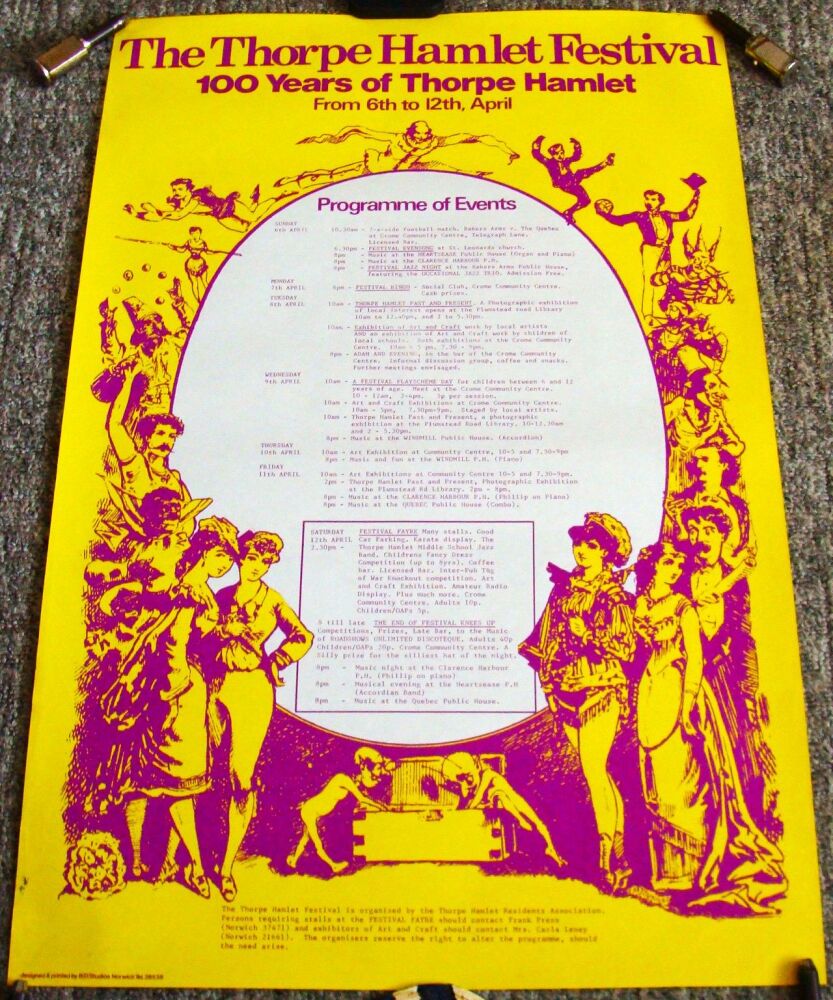 The Thorpe Hamlet Festival
100 Years of Thorpe Hamlet
From 6th to 12th, April
Programme of Events
SUNDAY
6th APRIL 10.30am - 7-a-side football match. Rakers Arms v. The Quebec
at Crome Community Centre, Telegraph Lane.
Licensed Bar.
6.30pm - FESTIVAL EVENSONG at St. Leonards church.
8pm - Music at the HEARTSEASE Public House (Organ and Piano)
8pm - Music at the CLARENCE HARBOUR P.H.
8pm - FESTIVAL JAZZ NIGHT at the Rakers Arms Public House,
featuring the OCCASIONAL JAZZ TRIO. Admission Free.
MONDAY
7th APRIL 8pm - FESTIVAL BINGO - Social Club, Crome Community Centre.
Cash prizes.
TUESDAY
8th APRIL 10am - THORPE HAMLET PAST AND PRESENT. A Photographic exhibition
of local interest opens at the Plumstead road Library
10am to 12.30pm, and 2 to 5.30pm.
10am - Exhibition of Art and Craft work by local artists
AND an exhibition of Art and Craft work by children of
local schools. Both exhibitions at the Crome Community
Centre. 10am - 5 pm, 7.30 - 9pm.
8pm - ADAM AND EVENING, in the bar of the Crome Community
Centre. Informal discussion group, coffee and snacks.
Further meetings envisaged.
WEDNESDAY
9th APRIL 10am - A FESTIVAL PLAYSCHEME DAY for children between 6 and 12
years of age. Meet at the Crome Community Centre.
10 - 12am, 2-4pm. 5p per session.
10am - Art and Craft Exhibitions at Crome Community Centre.
10am - 5pm, 7.30pm-9pm. Staged by local artists.
10am - Thorpe Hamlet Past and Present, a photographic
exhibition at the Plumstead Road Library. 10-12.30am
and 2 - 5.30pm.
8pm - Music at the WINDMILL Public House. (Accordion)
THURSDAY
10th APRIL 10am - Art Exhibition at Community Centre, 10-5 and 7.30-9pm.
8pm - Music and fun at the WINDMILL P.H. (Piano)
FRIDAY
11th APRIL 10am - Art Exhibitions at Community Centre 10-5 and 7.30-9pm.
2pm - Thorpe Hamlet Past and Present, Photographic Exhibition
at the Plumstead Rd Library. 2pm - 8pm.
8pm - Music at the CLARENCE HARBOUR P.H. (Phillip on Piano)
8pm - Music at the QUEBEC Public House (Combo).
SATURDAY FESTIVAL FAYRE Many stalls. Good
12th APRIL Car Parking. Karate display. The
2.30pm - Thorpe Hamlet Middle School Jazz
Band. Childrens Fancy Dress
Competition (up to 8yrs). Coffee
bar. Licensed Bar. Inter-Pub Tug
of War Knockout competition. Art
and Craft Exhibition. Amateur Radio
Display. Plus much more. Crome
Community Centre. Adults 10p.
Children/OAPs 5p.
8 till late THE END OF FESTIVAL KNEES UP
Competitions, Prizes, Late Bar, to the Music
of ROADSHOWS UNLIMITED DISCOTEQUE. Adults 40p
Children/OAPs 20p. Crome Community Centre. A
Silly prize for the silliest hat of the night.
8pm - Music night at the Clarence Harbour
P.H. (Phillip on piano)
8pm - Musical evening at the Heartsease P.H
(Accordian Band)
8pm - Music at the Quebec Public House.
The Thorpe Hamlet Festival is organised by the Thorpe Hamlet Residents Association.
Persons requiring stalls at the FESTIVAL FAYRE should contact Frank Press
(Norwich 37471) and exhibitors of Art and Craft should contact Mrs. Carla Leney
(Norwich 21661). The organisers reserve the right to alter the programme, should
the need arise.
designed & printed by Studios Norwich